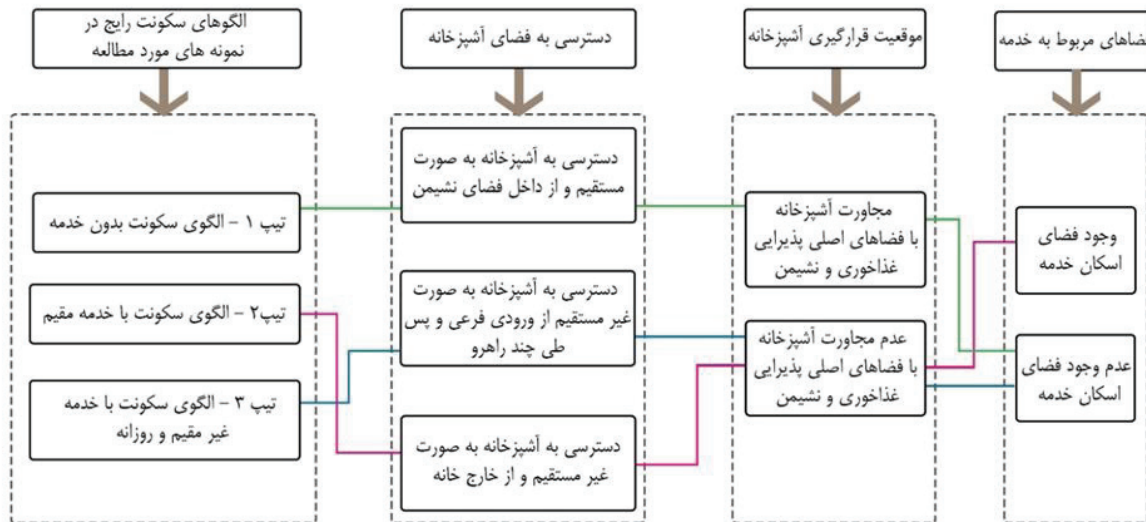 الگوهای سکونت رایج در
نمونه های مورد مطالعه
دسترسی به فضای آشپزخانه
موقعیت قرارگیری آشپزخانه
ضاهای مربوط به خدمه
تیپ ۱ - الگوی سکونت بدون خدمه
تیپ۲ - الگوی سکونت با خدمه مقیم
تیپ ۳ - الگوی سکونت با خدمه
غیر مقیم و روزانه
دسترسی به آشپزخانه به صورت
مستقیم و از داخل فضای نشیمن
دسترسی به آشپزخانه به صورت
غیر مستقیم از ورودی فرعی و پس
طی چند راهرو
دسترسی به آشپزخانه به صورت
غیر مستقیم و از خارج خانه
مجاورت آشپزخانه
با فضاهای اصلی پذیرایی
غذاخوری و نشیمن
عدم مجاورت آشپزخانه
با فضاهای اصلی پذیرایی
غذاخوری و نشیمن
وجود فضای
اسکان خدمه
عدم وجود فضای
اسکان خدمه